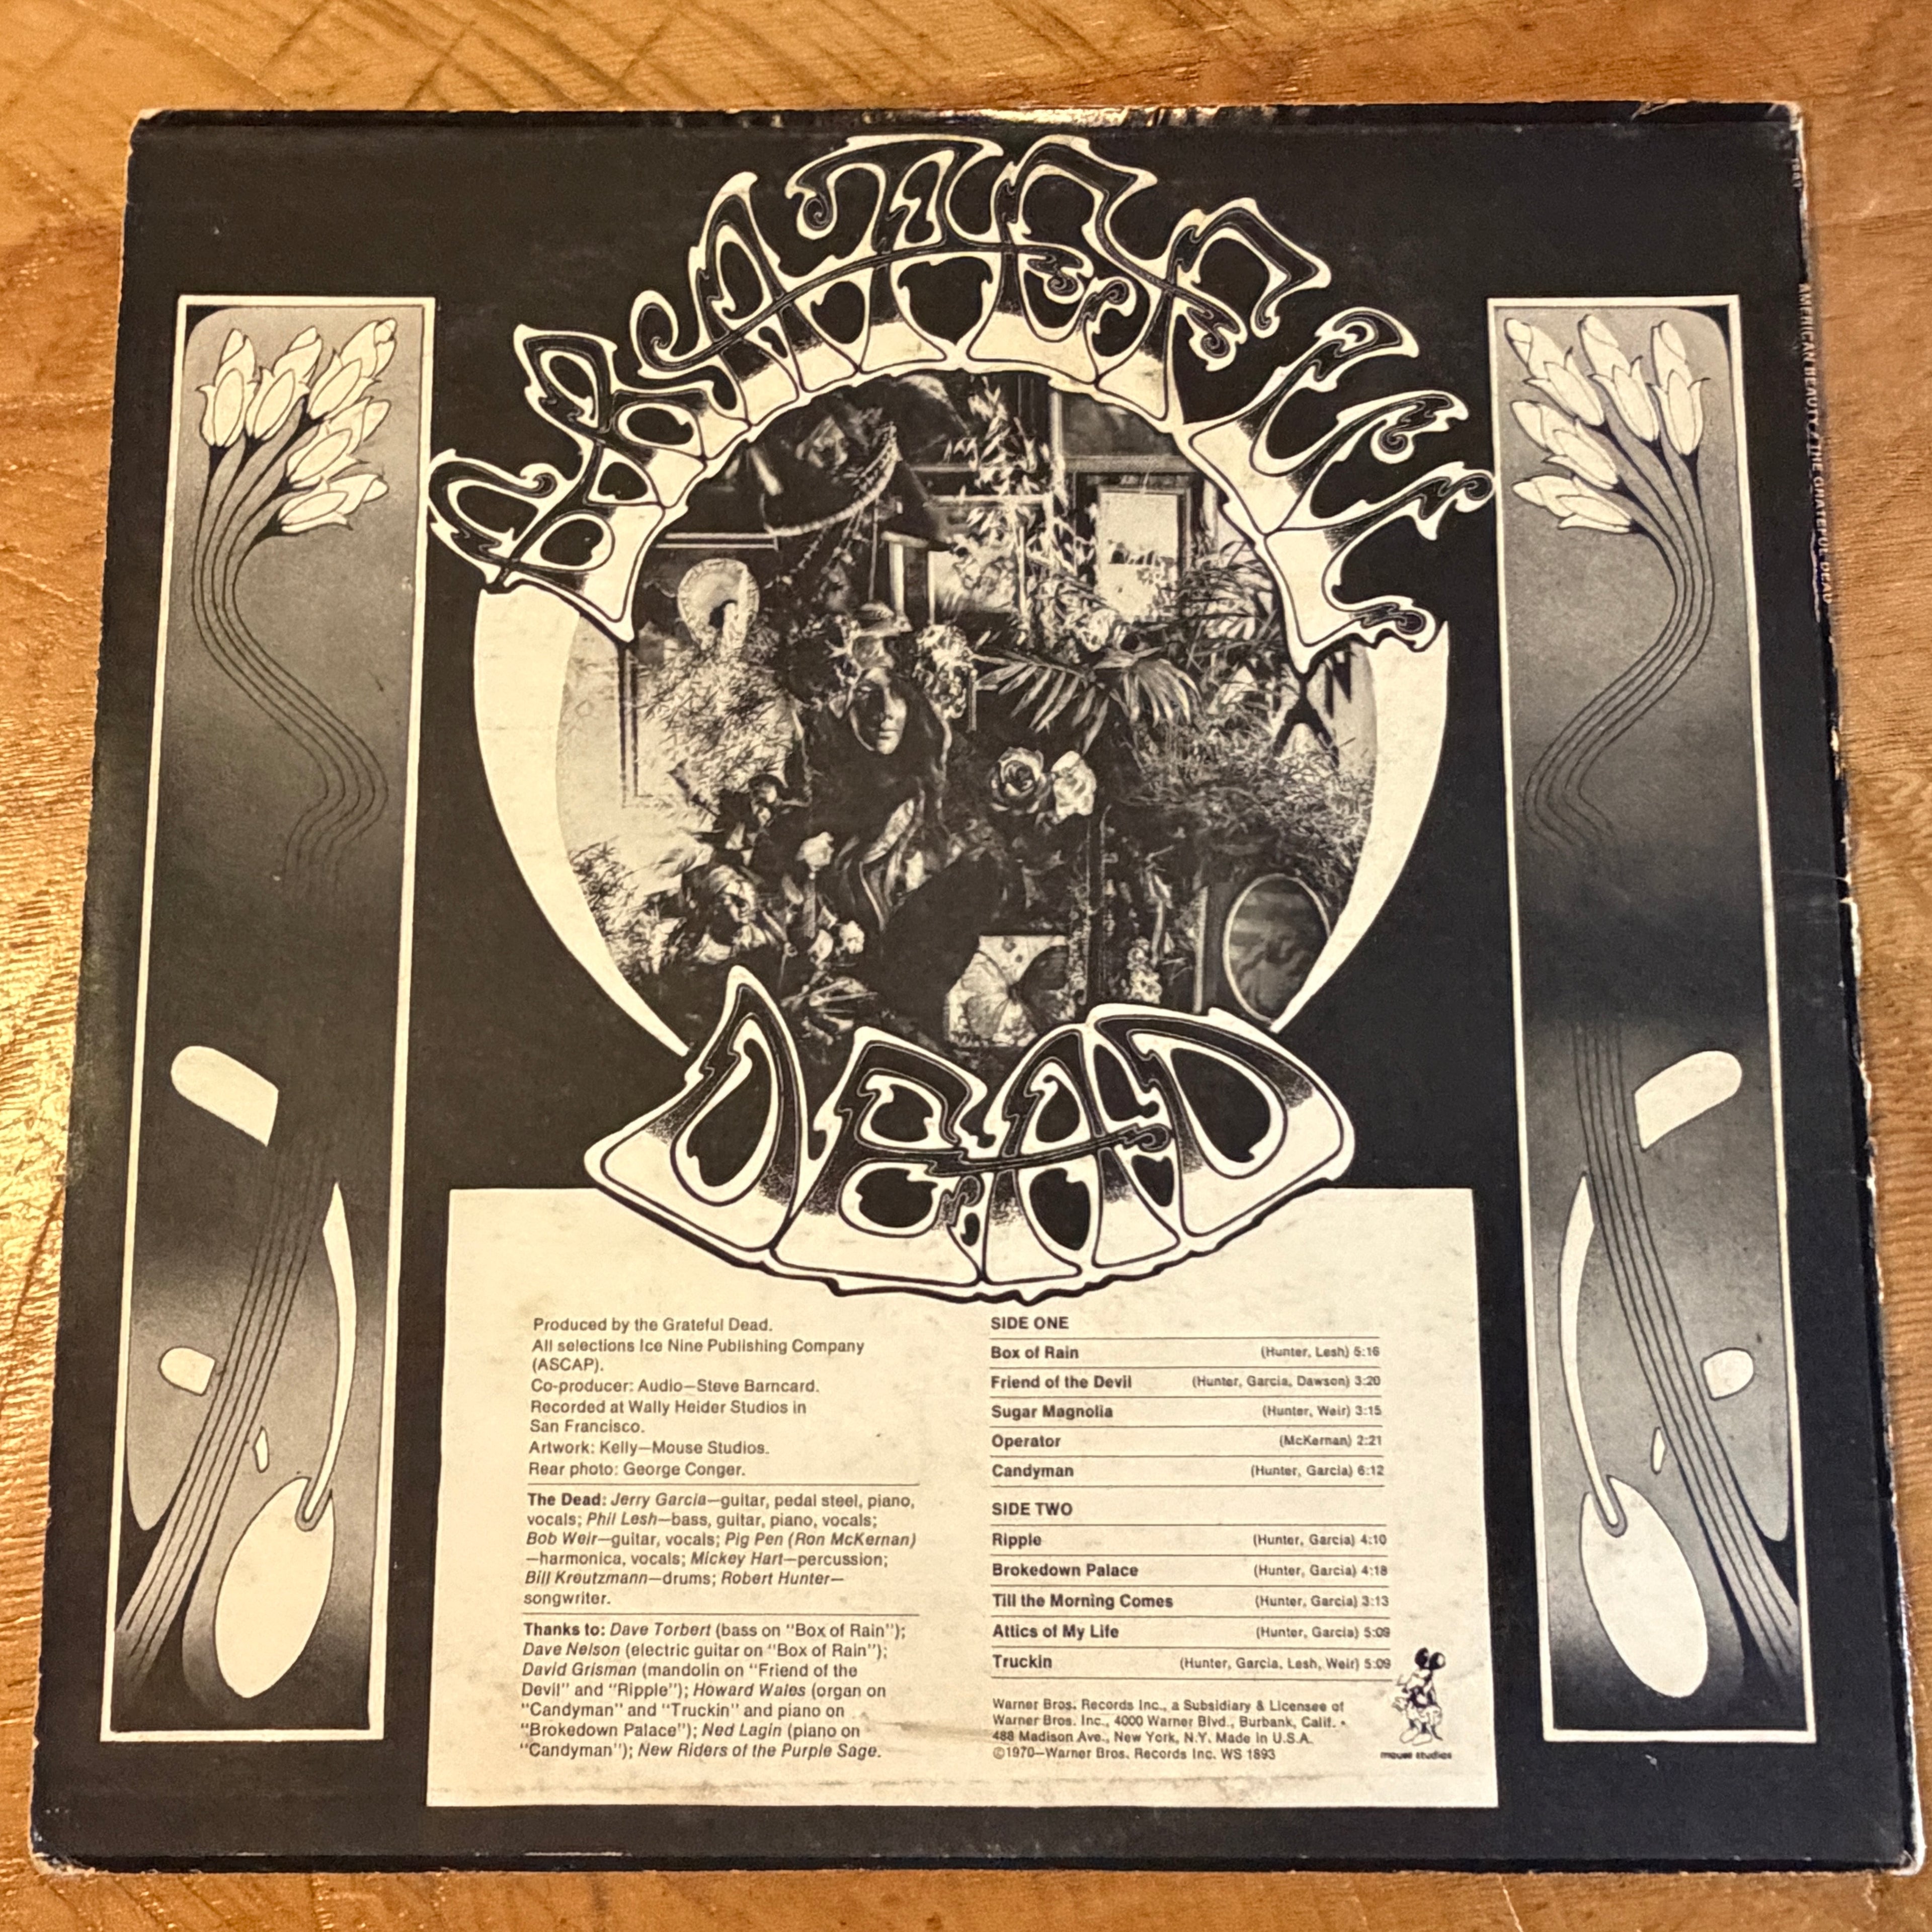 GRATEFUL
DEAD
AMERICAN BEAUTY / THE GRATEFUL DEAD
Produced by the Grateful Dead.
All selections Ice Nine Publishing Company
(ASCAP).
Co-producer: Audio—Steve Barncard.
Recorded at Wally Heider Studios in
San Francisco.
Artwork: Kelly—Mouse Studios.
Rear photo: George Conger.
The Dead: Jerry Garcia—guitar, pedal steel, piano,
vocals; Phil Lesh—bass, guitar, piano, vocals;
Bob Weir—guitar, vocals; Pig Pen (Ron McKernan)
—harmonica, vocals; Mickey Hart—percussion;
Bill Kreutzmann—drums; Robert Hunter—
songwriter.
Thanks to: Dave Torbert (bass on "Box of Rain");
Dave Nelson (electric guitar on "Box of Rain");
David Grisman (mandolin on "Friend of the
Devil" and "Ripple"); Howard Wales (organ on
"Candyman" and "Truckin" and piano on
"Brokedown Palace"); Ned Lagin (piano on
"Candyman"); New Riders of the Purple Sage.
SIDE ONE
Box of Rain (Hunter, Lesh) 5:16
Friend of the Devil (Hunter, Garcia, Dawson) 3:20
Sugar Magnolia (Hunter, Weir) 3:15
Operator (McKernan) 2:21
Candyman (Hunter, Garcia) 6:12
SIDE TWO
Ripple (Hunter, Garcia) 4:10
Brokedown Palace (Hunter, Garcia) 4:18
Till the Morning Comes (Hunter, Garcia) 3:13
Attics of My Life (Hunter, Garcia) 5:09
Truckin (Hunter, Garcia, Lesh, Weir) 5:09
Warner Bros. Records Inc., a Subsidiary & Licensee of
Warner Bros. Inc., 4000 Warner Blvd., Burbank, Calif. •
488 Madison Ave., New York, N.Y. Made in U.S.A.
©1970—Warner Bros. Records Inc. WS 1893
mouse studios